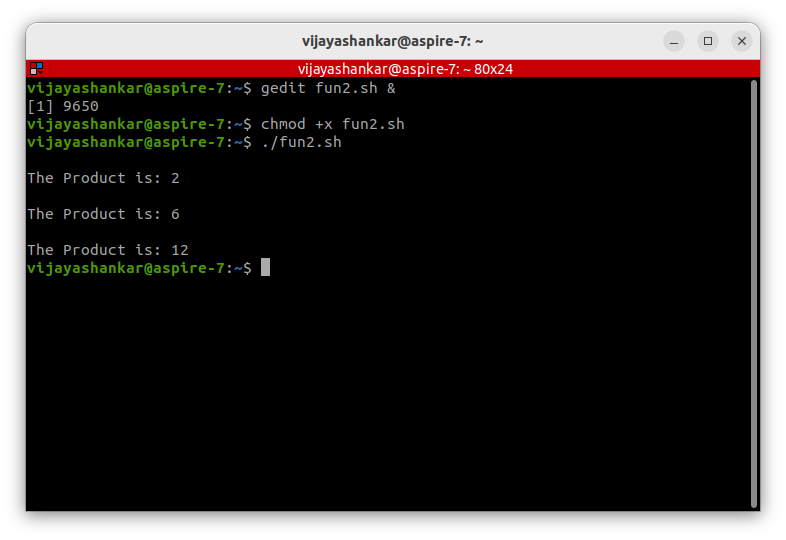 vijayashankar@aspire-7: ~
vijayashankar@aspire-7: ~ 80x24
vijayashankar@aspire-7:~$ gedit fun2.sh &
[1] 9650
vijayashankar@aspire-7:~$ chmod +x fun2.sh
vijayashankar@aspire-7:~$ ./fun2.sh
The Product is: 2
The Product is: 6
The Product is: 12
vijayashankar@aspire-7:~$